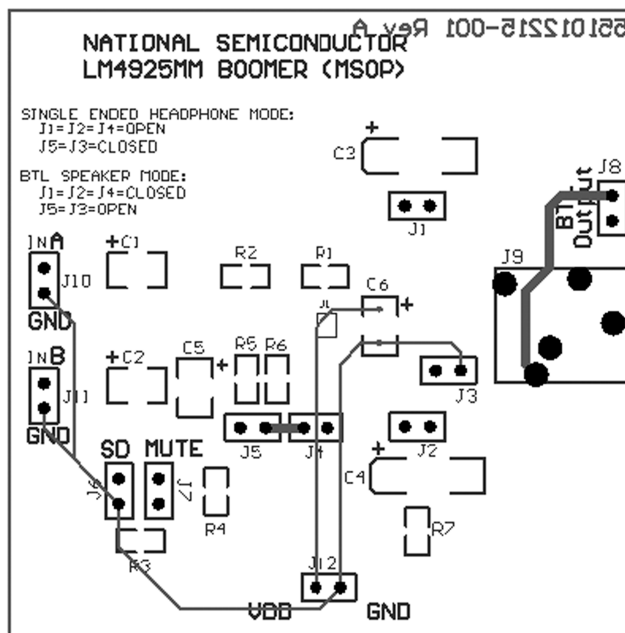 551012215-001 Rev A
NATIONAL SEMICONDUCTOR
LM4925MM BOOMER (MSOP)
SINGLE ENDED HEADPHONE MODE:
J1=J2=J4=OPEN
J5=J3=CLOSED
BTL SPEAKER MODE:
J1=J2=J4=CLOSED
J5=J3=OPEN
C3
J1
J8
Output
J9
INA
C1
R2
R1
J10
C6
GND
INB
C2
C5
R5
R6
J3
J11
GND
J5
J4
J2
SD
MUTE
J6
J7
C4
R4
R7
R3
J12
VDD
GND